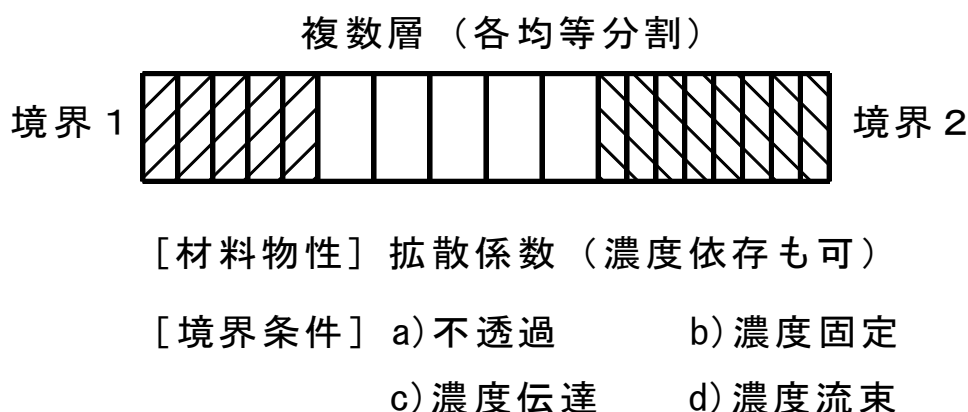 複数層（各均等分割）
境界１ 境界２
［材料物性］拡散係数（濃度依存も可）
［境界条件］a)不透過 b)濃度固定
c)濃度伝達 d)濃度流束